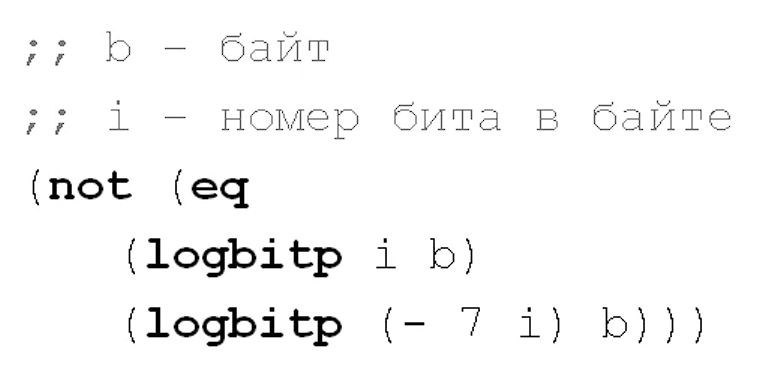 ;; b – байт
;; i – номер бита в байте
(not (eq
(logbitp i b)
(logbitp (- 7 i) b)))